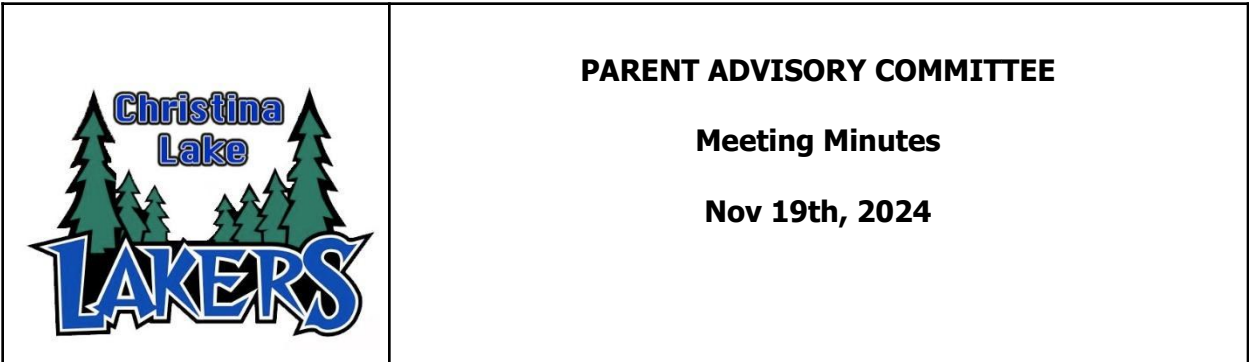 Christina
Lake
LAKERS
PARENT ADVISORY COMMITTEE
Meeting Minutes
Nov 19th, 2024